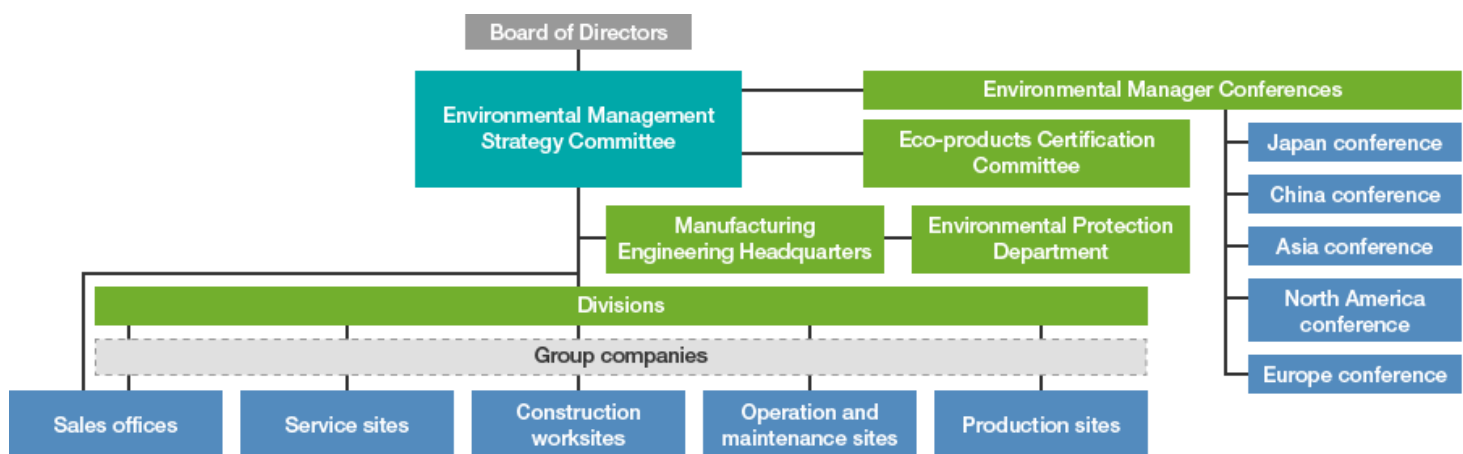 Board of Directors
Environmental Management
Strategy Committee
Environmental Manager Conferences
Eco-products Certification
Committee
Japan conference
China conference
Asia conference
North America
conference
Europe conference
Manufacturing
Engineering Headquarters
Environmental Protection
Department
Divisions
Group companies
Sales offices
Service sites
Construction
worksites
Operation and
maintenance sites
Production sites